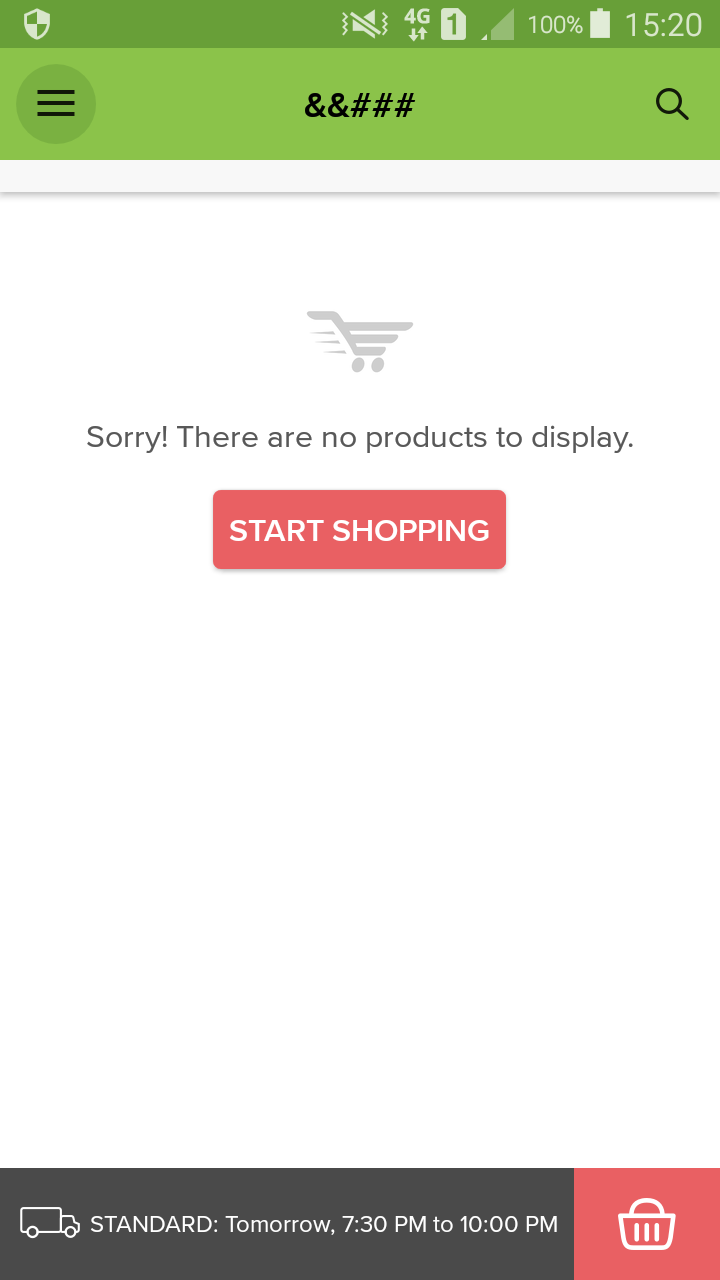 4G 1 100% 15:20
&&###
Sorry! There are no products to display.
START SHOPPING
STANDARD: Tomorrow, 7:30 PM to 10:00 PM